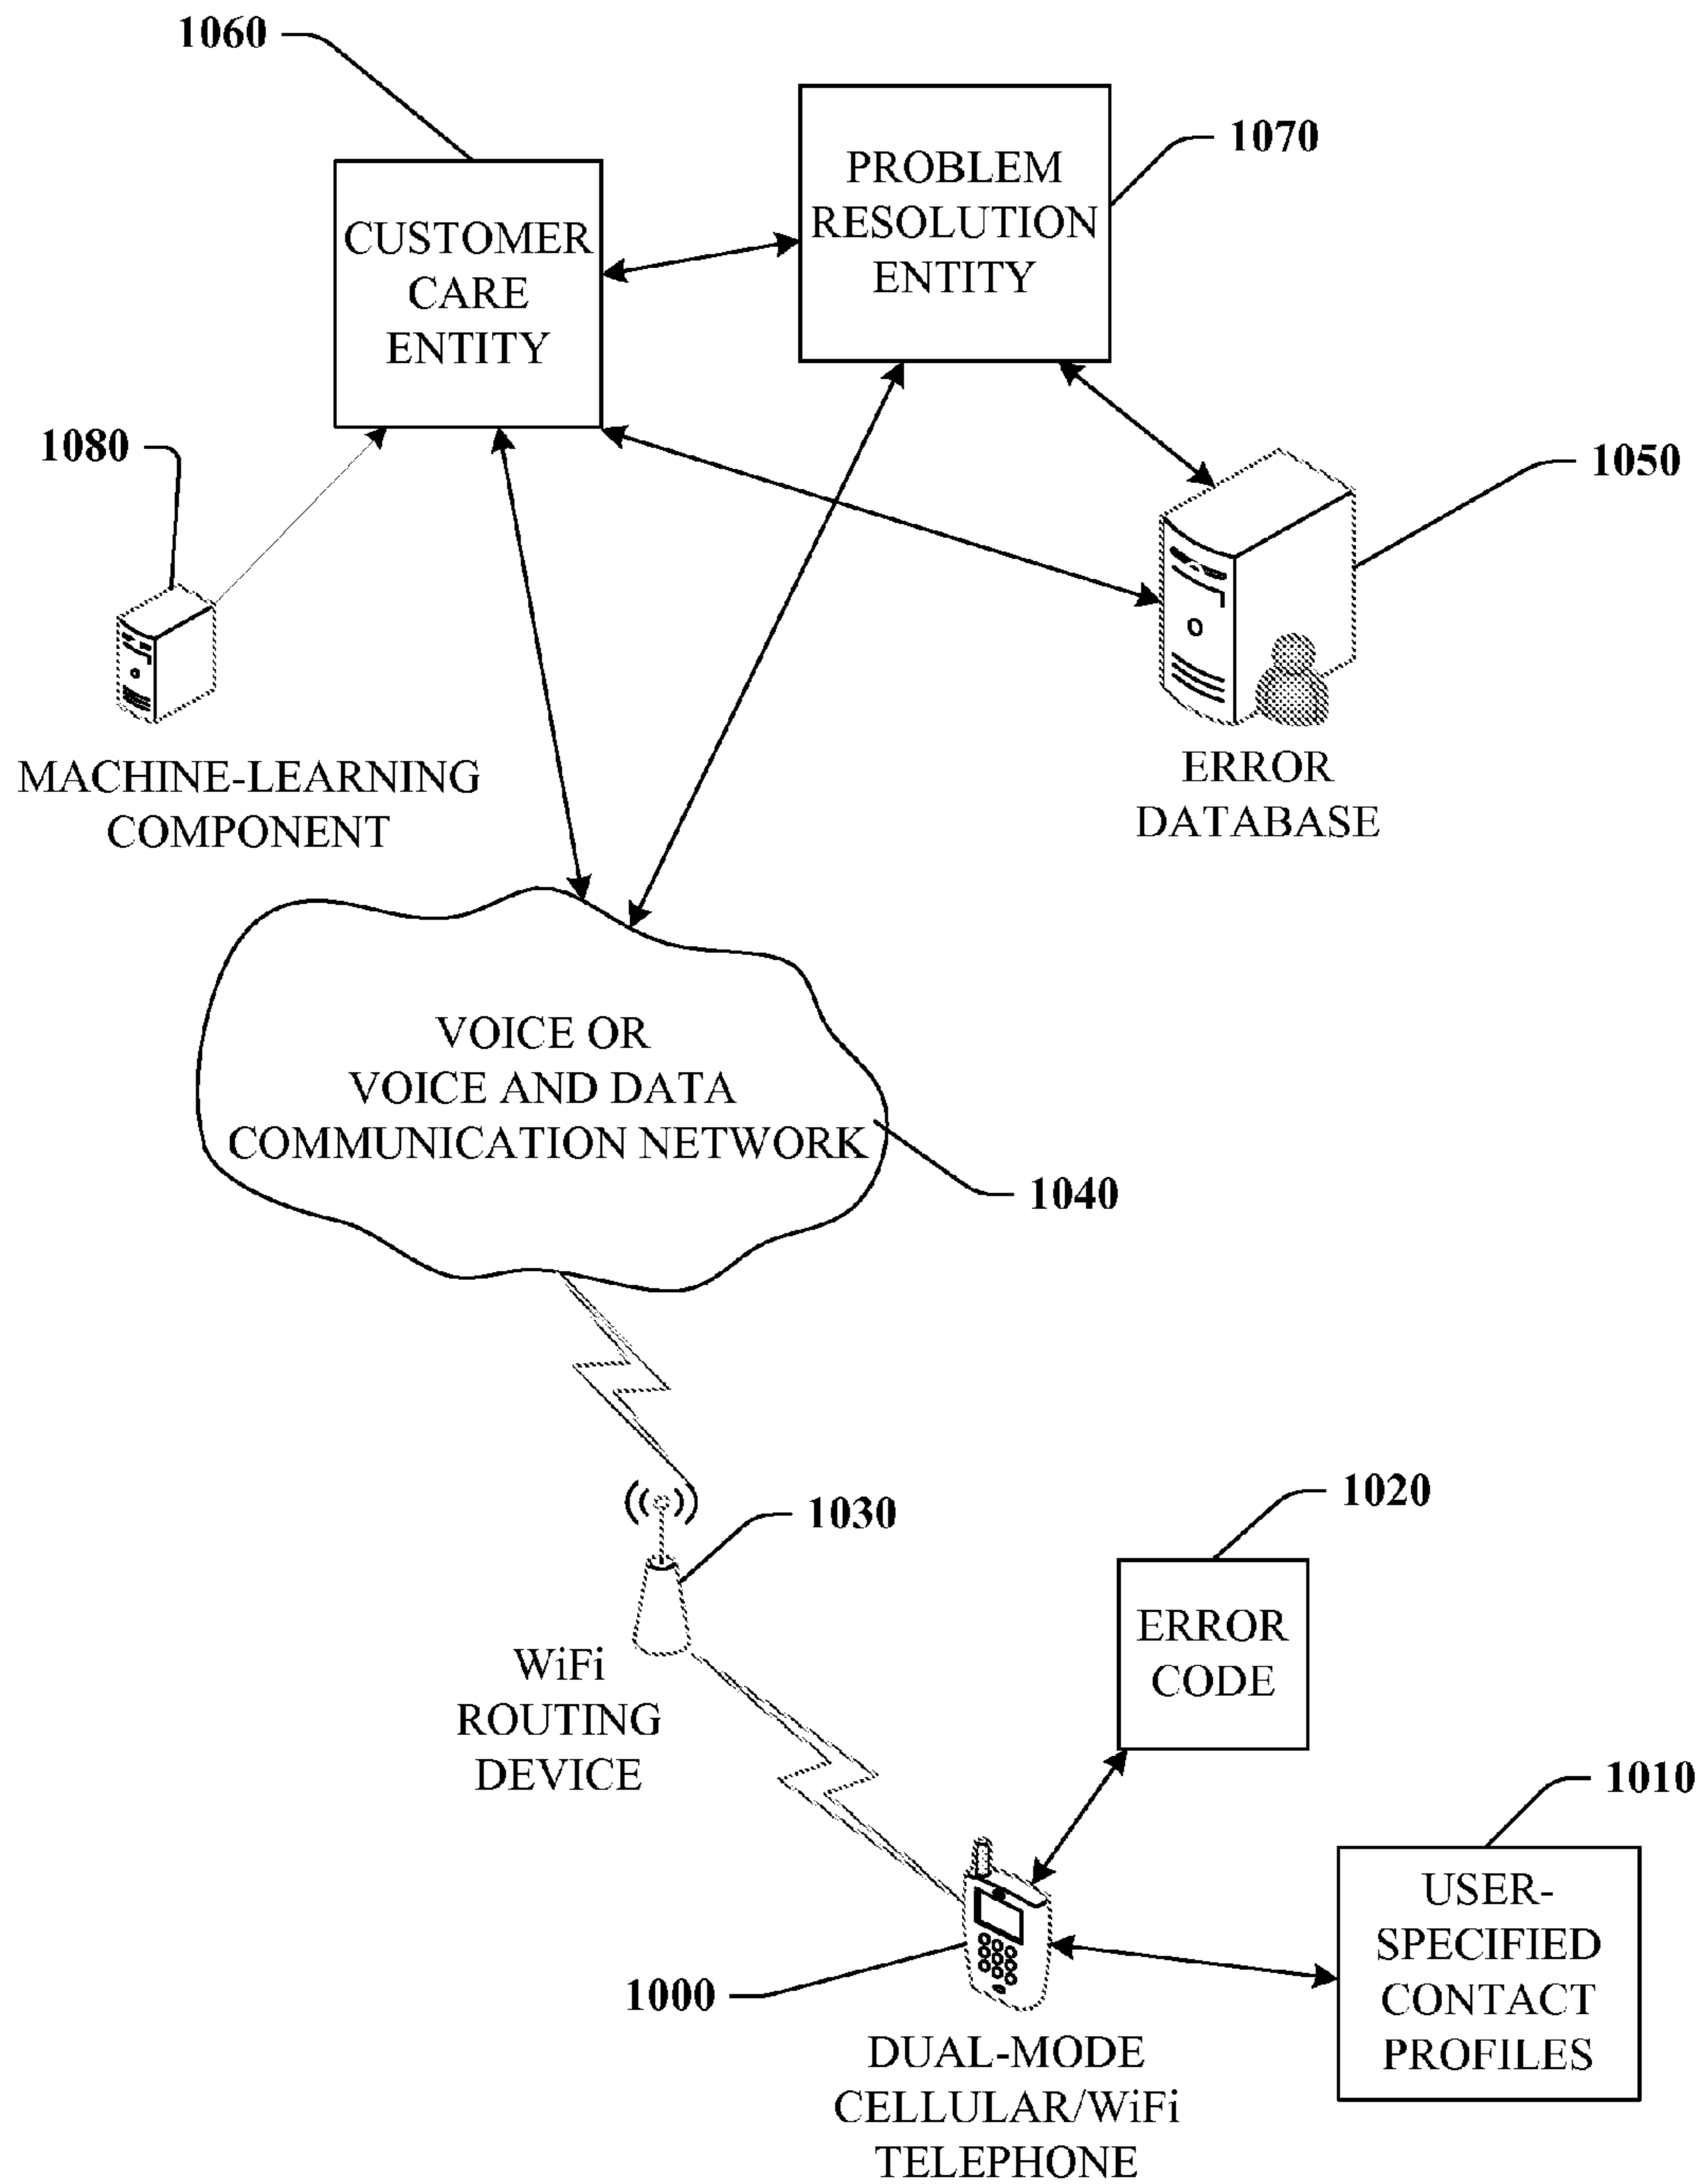 1060
1070
PROBLEM
RESOLUTION
ENTITY
CUSTOMER
CARE
ENTITY
1080
1050
MACHINE-LEARNING
COMPONENT
ERROR
DATABASE
VOICE OR
VOICE AND DATA
COMMUNICATION NETWORK
1040
1020
1030
ERROR
CODE
WiFi
ROUTING
DEVICE
1010
USER-
SPECIFIED
CONTACT
PROFILES
1000
DUAL-MODE
CELLULAR/WiFi
TELEPHONE